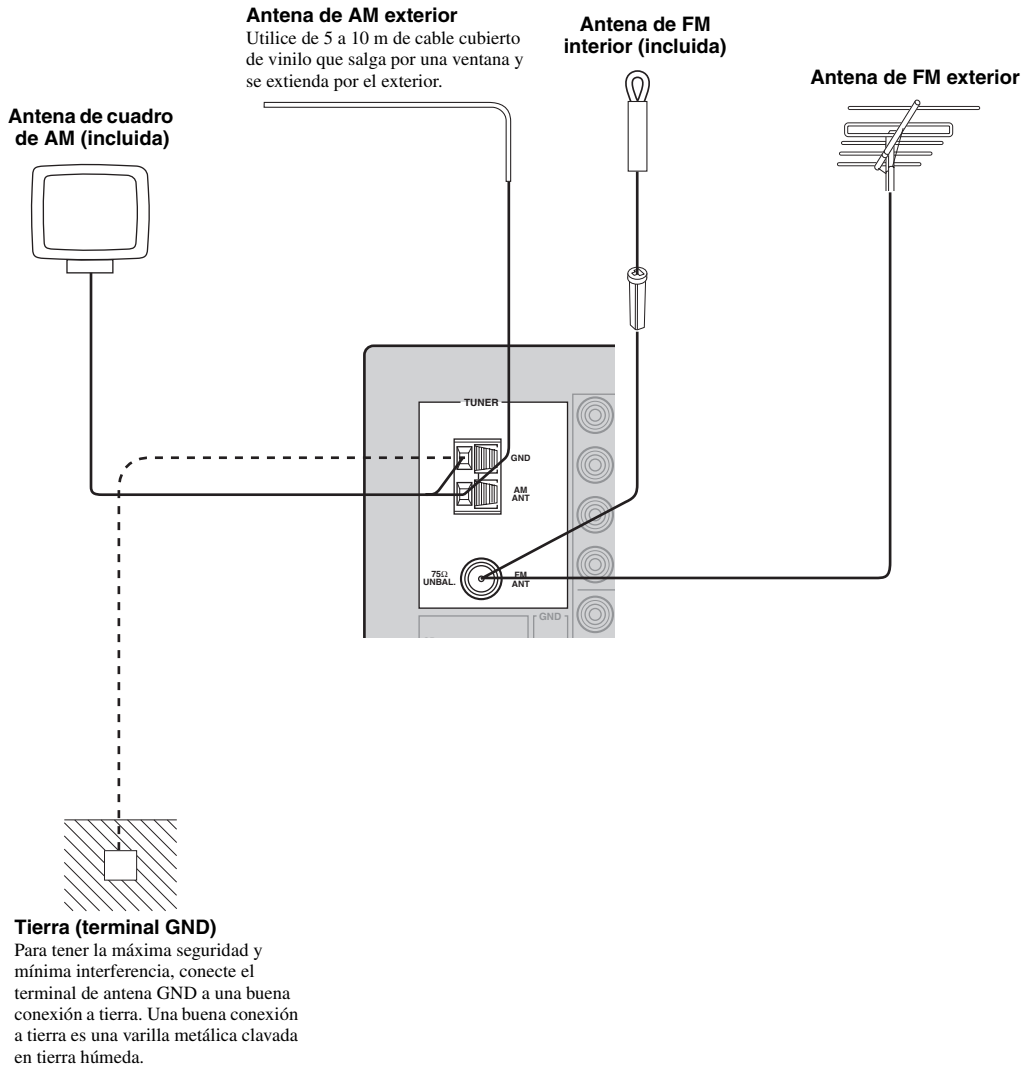 Antena de AM exterior
Utilice de 5 a 10 m de cable cubierto
de vinilo que salga por una ventana y
se extienda por el exterior.
Antena de FM
interior (incluida)
Antena de FM exterior
Antena de cuadro
de AM (incluida)
TUNER
GND
AM
ANT
75Ω
UNBAL.
FM
ANT
GND
Tierra (terminal GND)
Para tener la máxima seguridad y
mínima interferencia, conecte el
terminal de antena GND a una buena
conexión a tierra. Una buena conexión
a tierra es una varilla metálica clavada
en tierra húmeda.